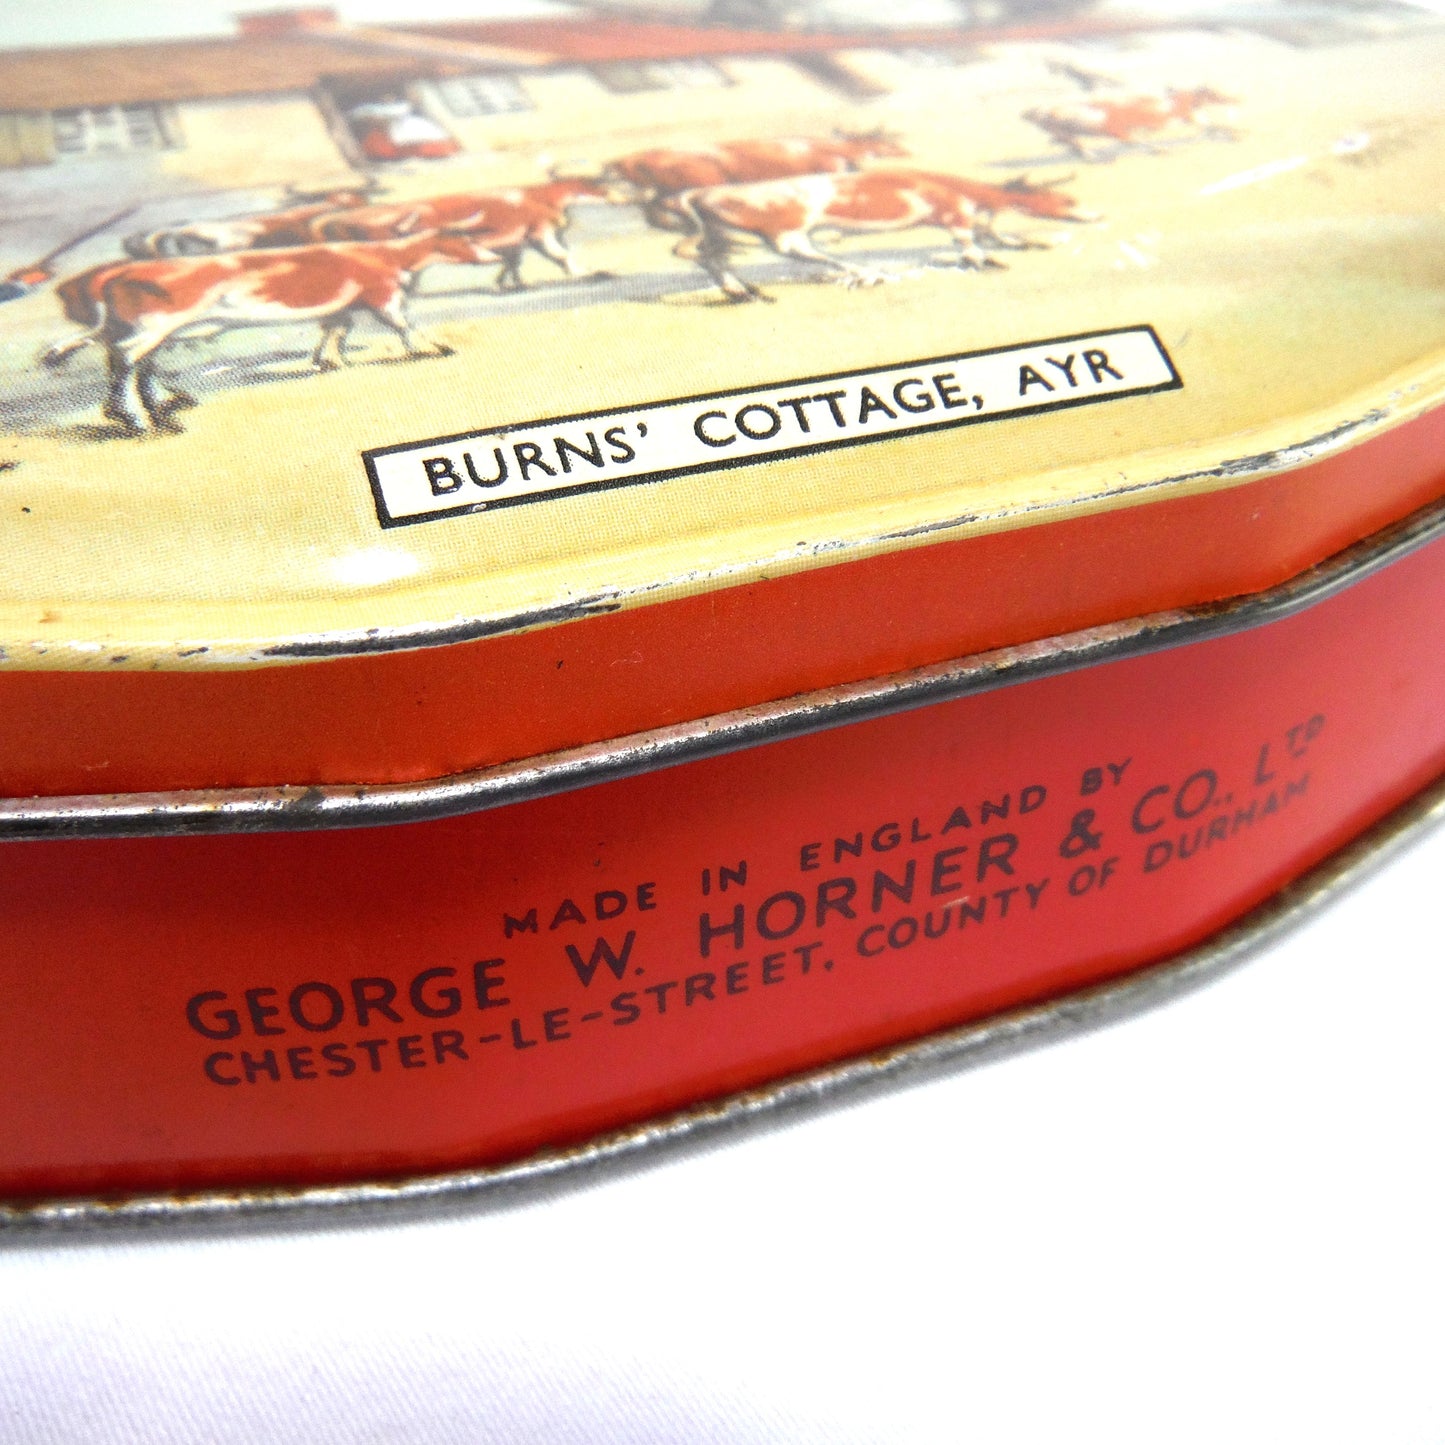 BURNS' COTTAGE, AYR
MADE IN ENGLAND BY
GEORGE W. HORNER & CO., LTD
CHESTER-LE-STREET, COUNTY OF DURHAM